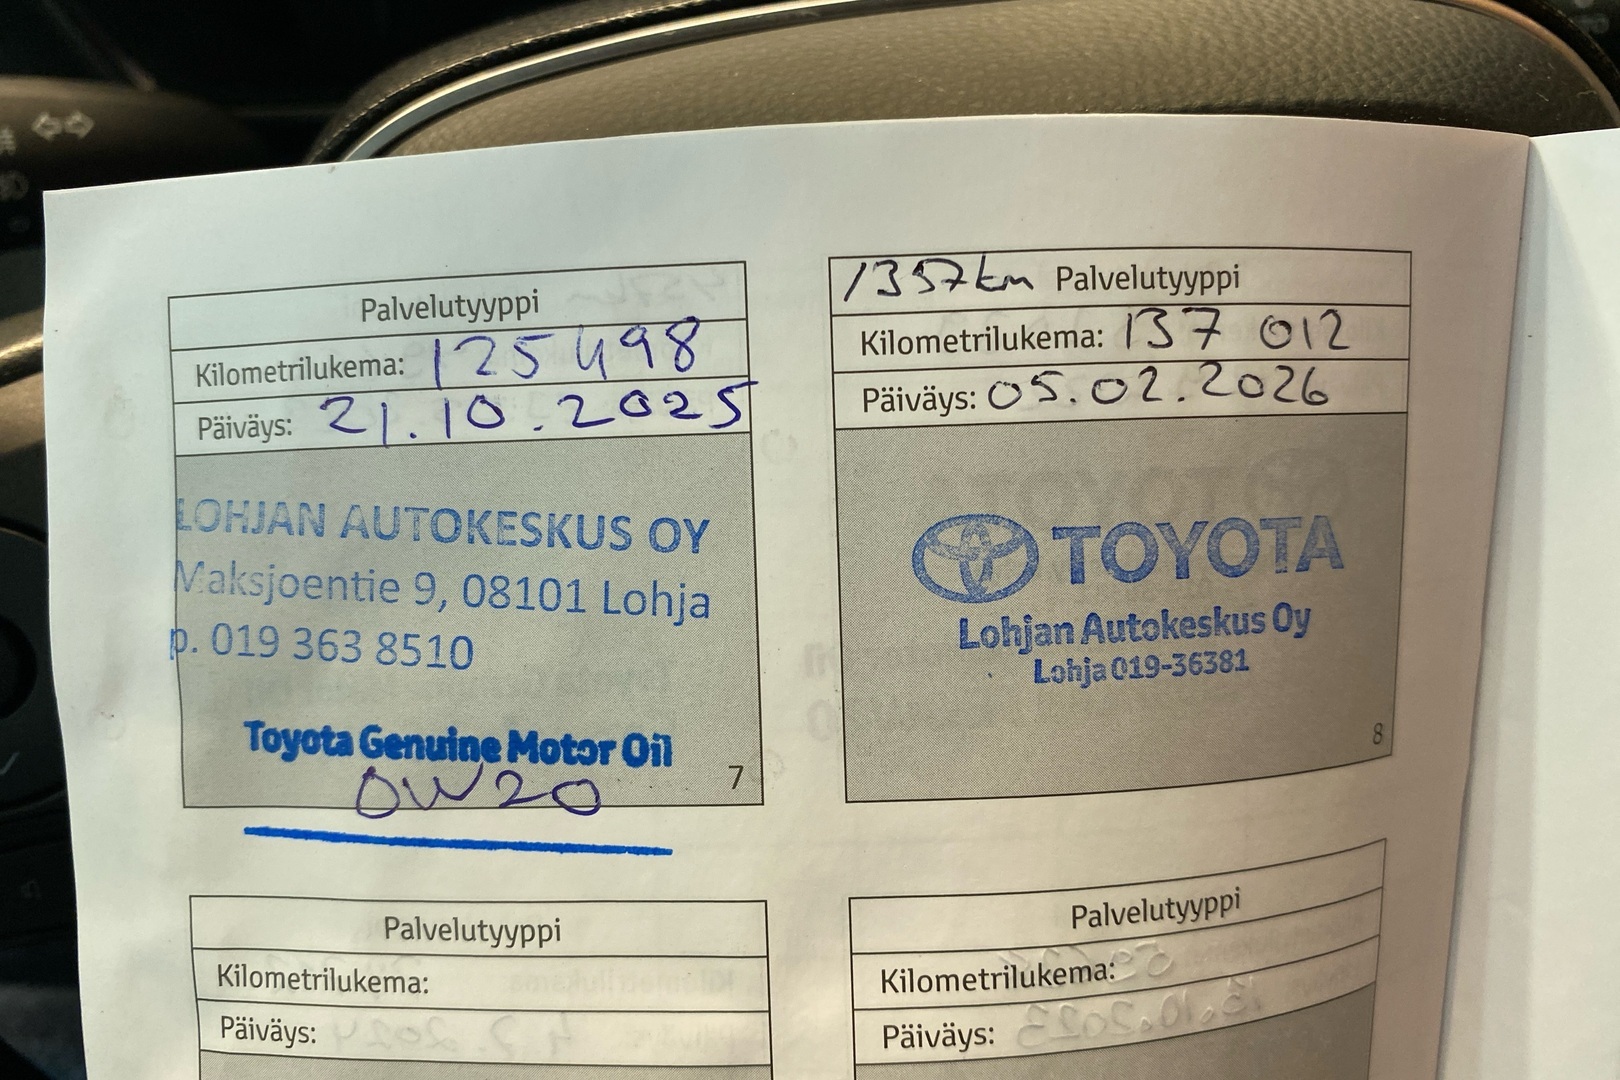 Palvelutyyppi
Kilometrilukema: 125 498
Päiväys: 21.10.2025
LOHJAN AUTOKESKUS OY
Maksjoentie 9, 08101 Lohja
p. 019 363 8510
Toyota Genuine Motor Oil
0W20
7
1357km Palvelutyyppi
Kilometrilukema: 137 012
Päiväys: 05.02.2026
TOYOTA
Lohjan Autokeskus Oy
Lohja 019-36381
8
Palvelutyyppi
Kilometrilukema:
Päiväys:
Palvelutyyppi
Kilometrilukema:
Päiväys: